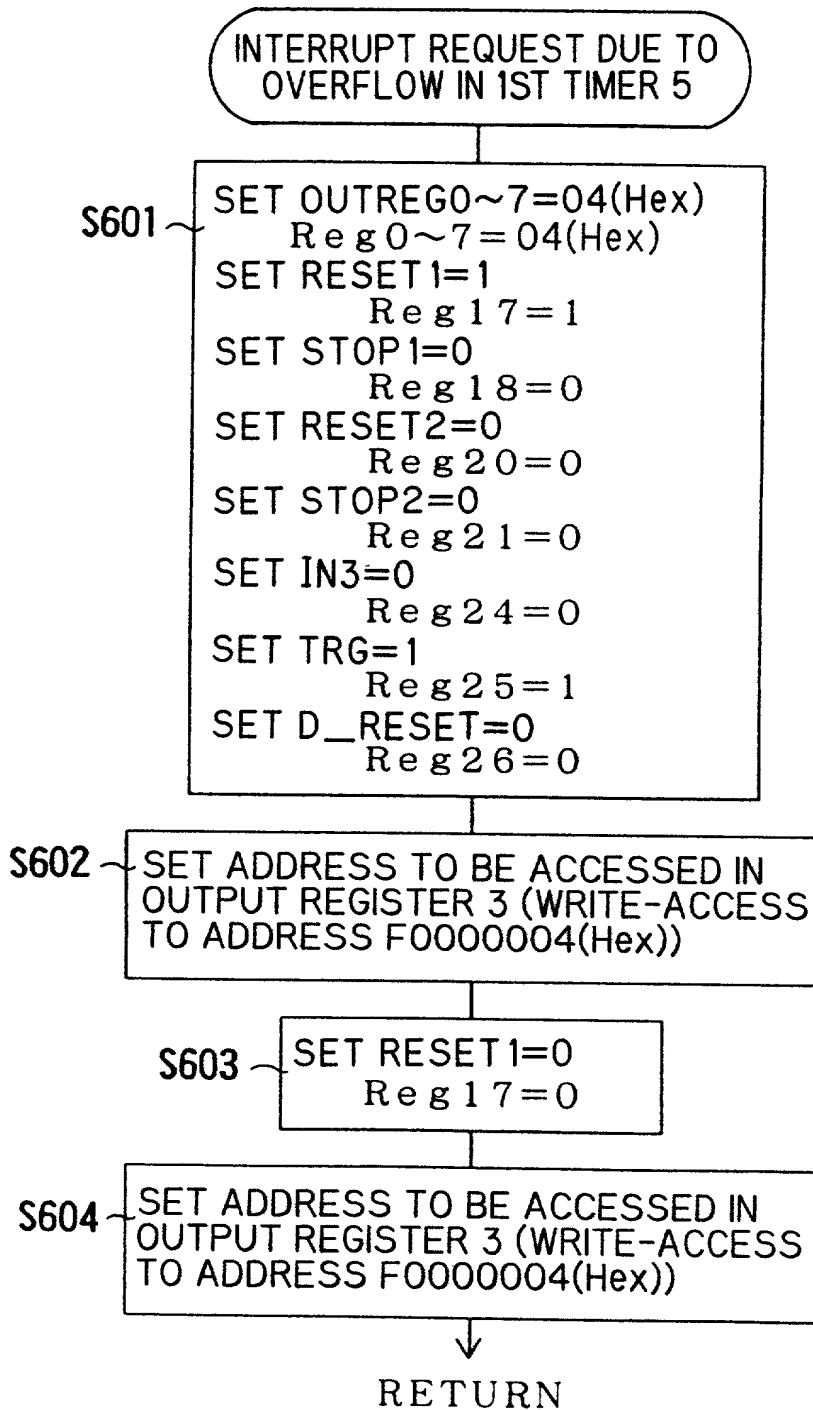 INTERRUPT REQUEST DUE TO
OVERFLOW IN 1ST TIMER 5
S601
SET OUTREG0~7=04(Hex)
Reg0~7=04(Hex)
SET RESET1=1
Reg17=1
SET STOP1=0
Reg18=0
SET RESET2=0
Reg20=0
SET STOP2=0
Reg21=0
SET IN3=0
Reg24=0
SET TRG=1
Reg25=1
SET D_RESET=0
Reg26=0
S602
SET ADDRESS TO BE ACCESSED IN
OUTPUT REGISTER 3 (WRITE-ACCESS
TO ADDRESS F0000004(Hex))
S603
SET RESET1=0
Reg17=0
S604
SET ADDRESS TO BE ACCESSED IN
OUTPUT REGISTER 3 (WRITE-ACCESS
TO ADDRESS F0000004(Hex))
RETURN